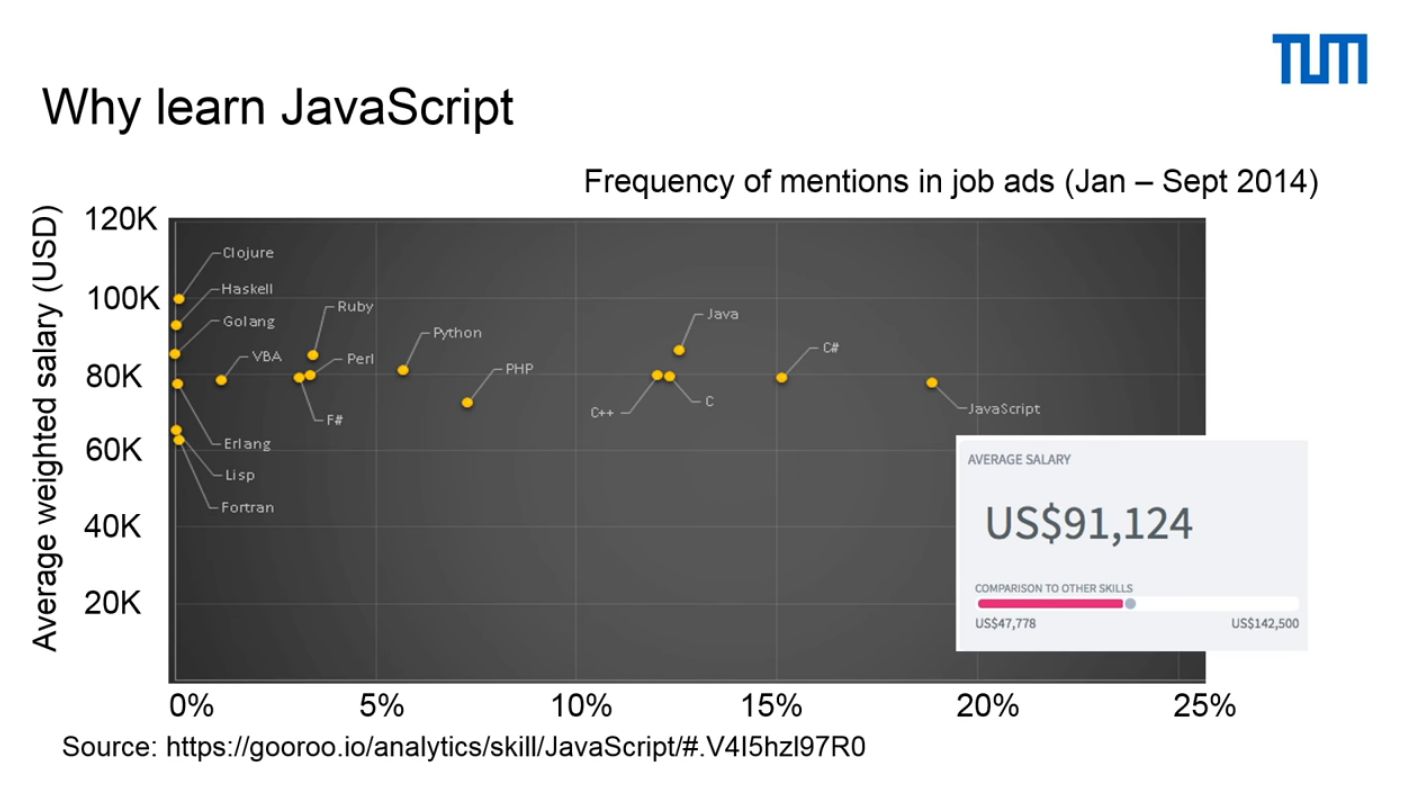 TUM
Why learn JavaScript
Frequency of mentions in job ads (Jan – Sept 2014)
Average weighted salary (USD)
120K
100K
80K
60K
40K
20K
Clojure
Haskell
Golang
VBA
Ruby
Perl
Python
PHP
F#
Erlang
Lisp
Fortran
Java
C#
C++
C
JavaScript
AVERAGE SALARY
US$91,124
COMPARISON TO OTHER SKILLS
US$47,778 US$142,500
0% 5% 10% 15% 20% 25%
Source: https://gooroo.io/analytics/skill/JavaScript/#.V4I5hzI97R0